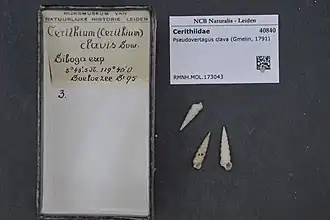 RIJKSMUSEUM VAN
NATUURLIJKE HISTORIE LEIDEN
Cerithium (Cerithium)
clavis
Siboga exp
Boeloezee
3.
NCB Naturalis - Leiden
Cerithiidae 40840
Pseudovertagus clava (Gmelin, 1791)
RMNH.MOL.173043